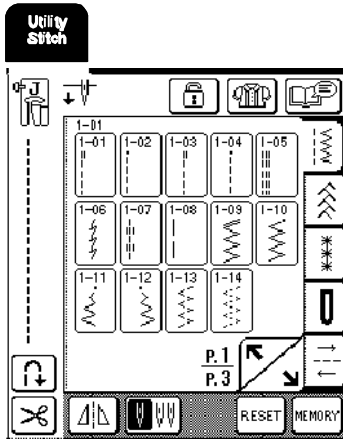 Utility
Stitch
J
1-01
1-01 1-02 1-03 1-04 1-05
1-06 1-07 1-08 1-09 1-10
1-11 1-12 1-13 1-14
P.1
P.3
RESET MEMORY